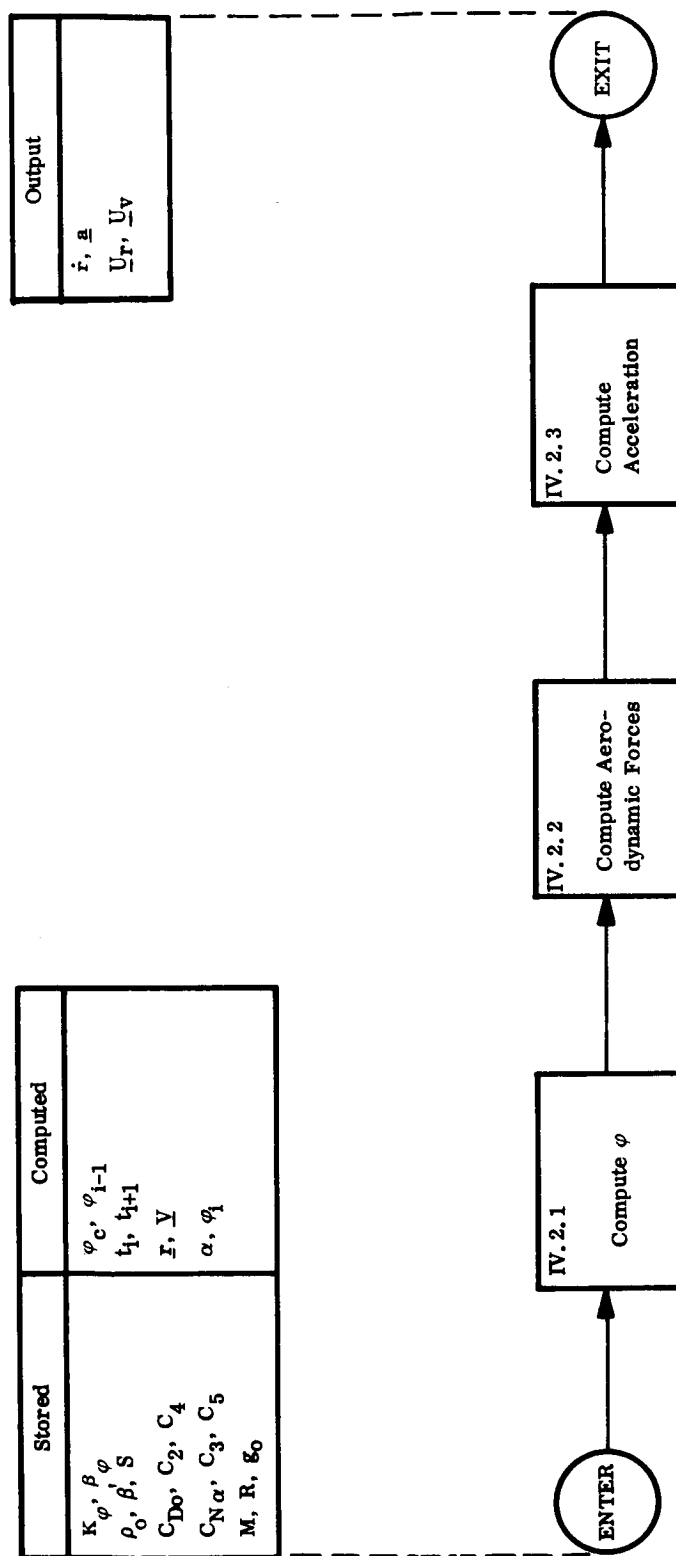 Stored
K_φ, β_φ
ρ_o, β', S
C_Do, C_2, C_4
C_Nα, C_3, C_5
M, R, g_o
Computed
φ_c, φ_i-1
t_i, t_i+1
r, V
α, φ_i
Output
ṙ, a
U_r, U_v
ENTER
IV.2.1
Compute φ
IV.2.2
Compute Aero-
dynamic Forces
IV.2.3
Compute
Acceleration
EXIT